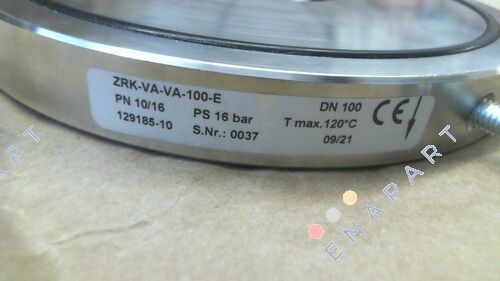 ZRK-VA-VA-100-E
PN 10/16 PS 16 bar DN 100
129185-10 S.Nr.: 0037 T max.120°C
09/21
CE
ENAPART